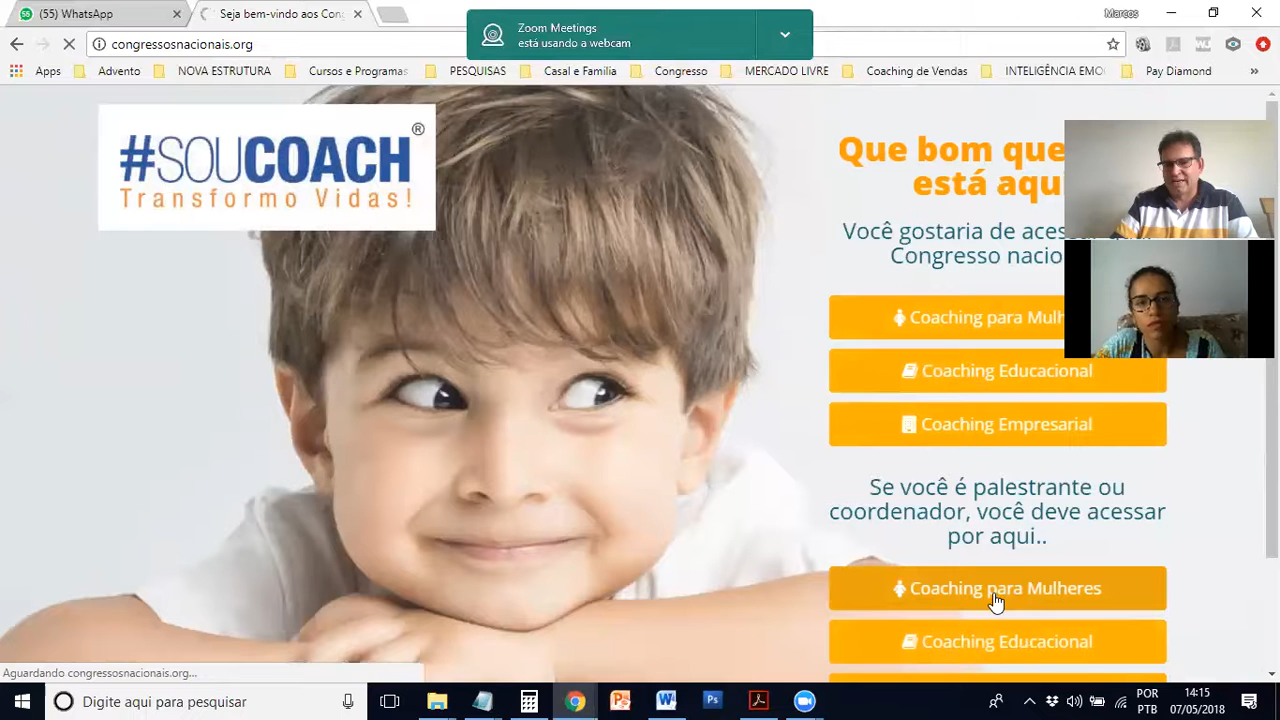 (55) WhatsApp
Seja bem-vindo aos Con
Marcos
Zoom Meetings
está usando a webcam
congressosnacionais.org
Apps
Advento
NOVA ESTRUTURA
Cursos e Programas
PESQUISAS
Casal e Familia
Congresso
MERCADO LIVRE
Coaching de Vendas
INTELIGÊNCIA EMO
Pay Diamond
#SOUCOACH®
Transformo Vidas!
Que bom que
está aqu
Você gostaria de
Congresso nacio
Coaching para Mulh
Coaching Educacional
Coaching Empresarial
Se você é palestrante ou
coordenador, você deve acessar
por aqui..
Coaching para Mulheres
Coaching Educacional
Aguardando congressosnacionais.org...
Digite aqui para pesquisar
POR
PTB
14:15
07/05/2018